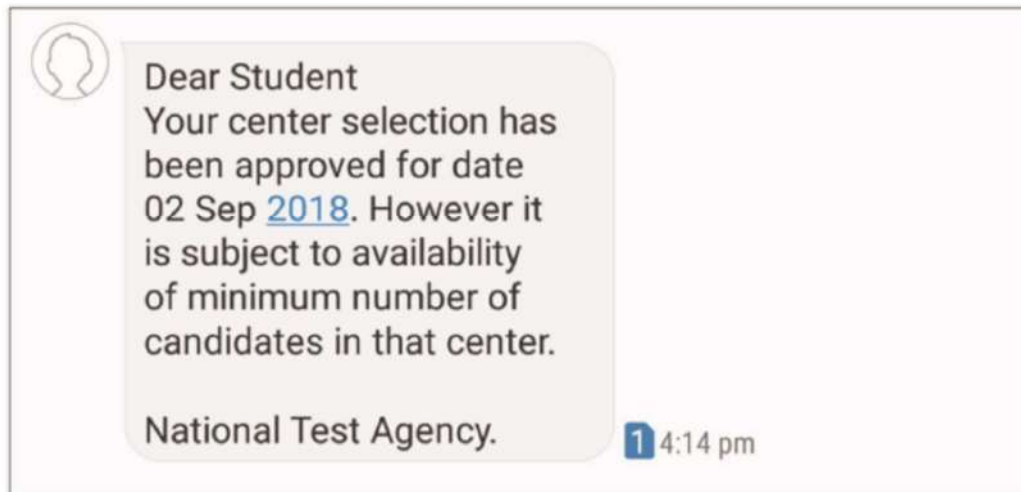 Dear Student
Your center selection has
been approved for date
02 Sep 2018. However it
is subject to availability
of minimum number of
candidates in that center.
National Test Agency.
1 4:14 pm